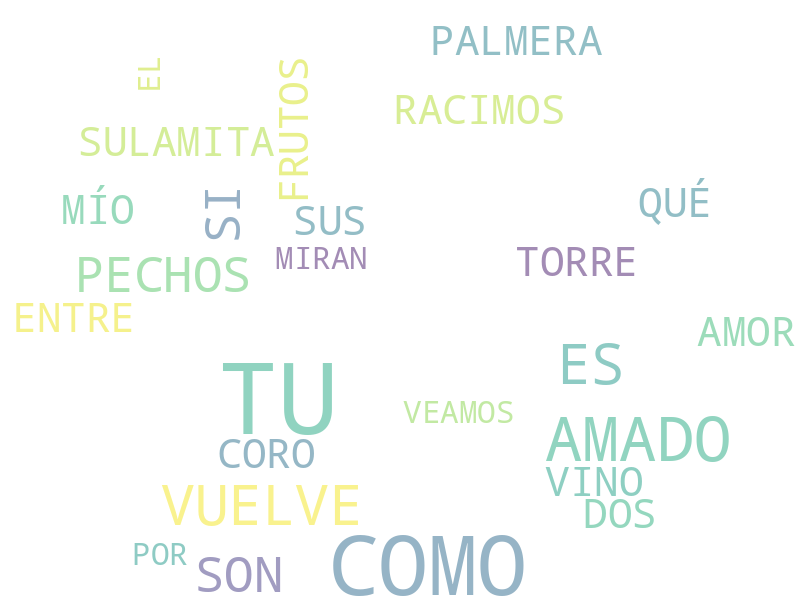 PALMERA
EL
FRUTOS
RACIMOS
SULAMITA
MÍO
SI
SUS
QUÉ
MIRAN
TORRE
PECHOS
ENTRE
AMOR
ES
TU
VEAMOS
AMADO
CORO
VINO
VUELVE
DOS
POR
SON
COMO